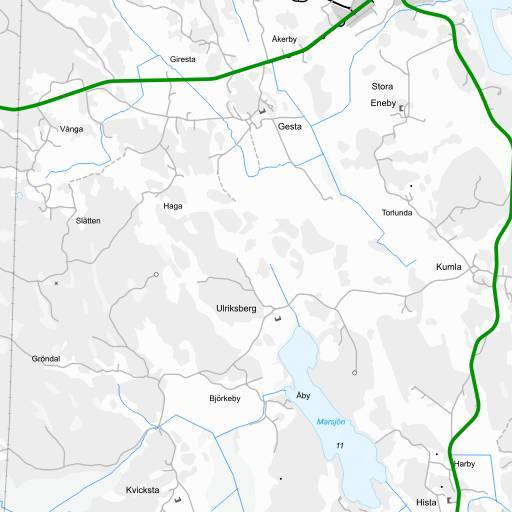 Åkerby
Giresta
Stora
Eneby
Vånga
Gesta
Haga
Torlunda
Slätten
Kumla
Ulriksberg
Gröndal
Björkeby
Åby
Marsjön
11
Harby
Kvicksta
Hista